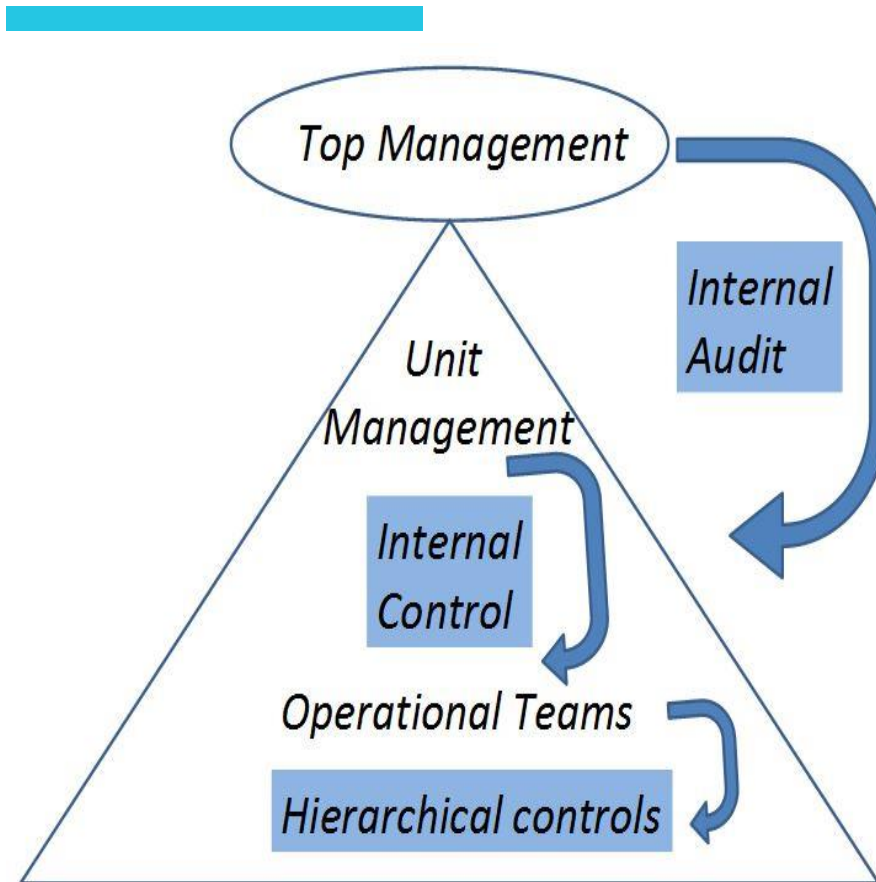 Top Management
Internal
Audit
Unit
Management
Internal
Control
Operational Teams
Hierarchical controls